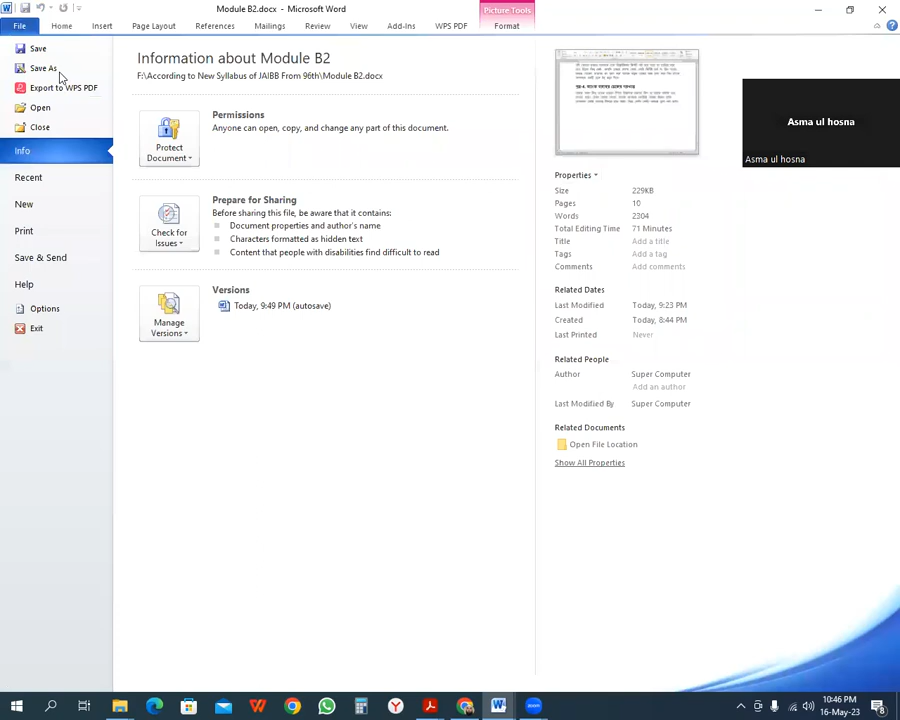 Module B2.docx - Microsoft Word
Picture Tools
File Home Insert Page Layout References Mailings Review View Add-Ins WPS PDF Format
Save
Save As
Export to WPS PDF
Open
Close
Info
Recent
New
Print
Save & Send
Help
Options
Exit
Information about Module B2
F:\According to New Syllabus of JAIBB From 96th\Module B2.docx
Protect Document
Permissions
Anyone can open, copy, and change any part of this document.
Check for Issues
Prepare for Sharing
Before sharing this file, be aware that it contains:
Document properties and author's name
Characters formatted as hidden text
Content that people with disabilities find difficult to read
Manage Versions
Versions
Today, 9:49 PM (autosave)
Properties
Size 229KB
Pages 10
Words 2304
Total Editing Time 71 Minutes
Title Add a title
Tags Add a tag
Comments Add comments
Related Dates
Last Modified Today, 9:23 PM
Created Today, 8:44 PM
Last Printed Never
Related People
Author Super Computer
Add an author
Last Modified By Super Computer
Related Documents
Open File Location
Show All Properties
Asma ul hosna
Asma ul hosna
10:46 PM
16-May-23
8